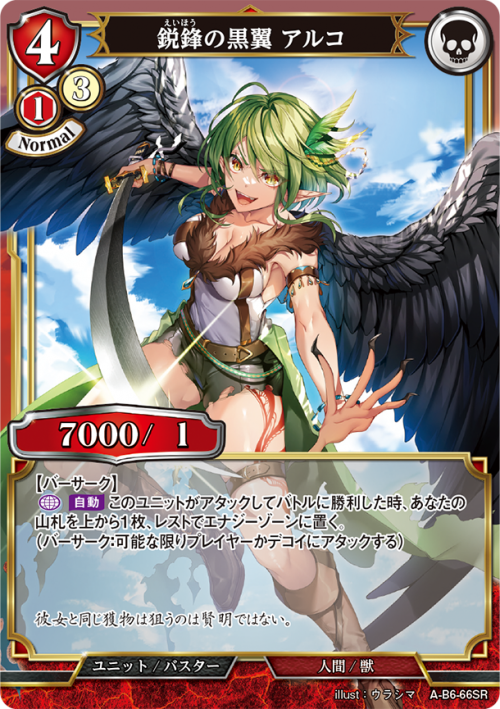 4
えいほう
鋭鋒の黒翼 アルコ
3
1
Normal
7000/ 1
【バーサーク】
自動 このユニットがアタックしてバトルに勝利した時、あなたの
山札を上から1枚、レストでエナジーゾーンに置く。
(バーサーク:可能な限りプレイヤーかデコイにアタックする)
彼女と同じ獲物は狙うのは賢明ではない。
ユニット / バスター
人間 / 獣
illust:ウラシマ A-B6-66SR